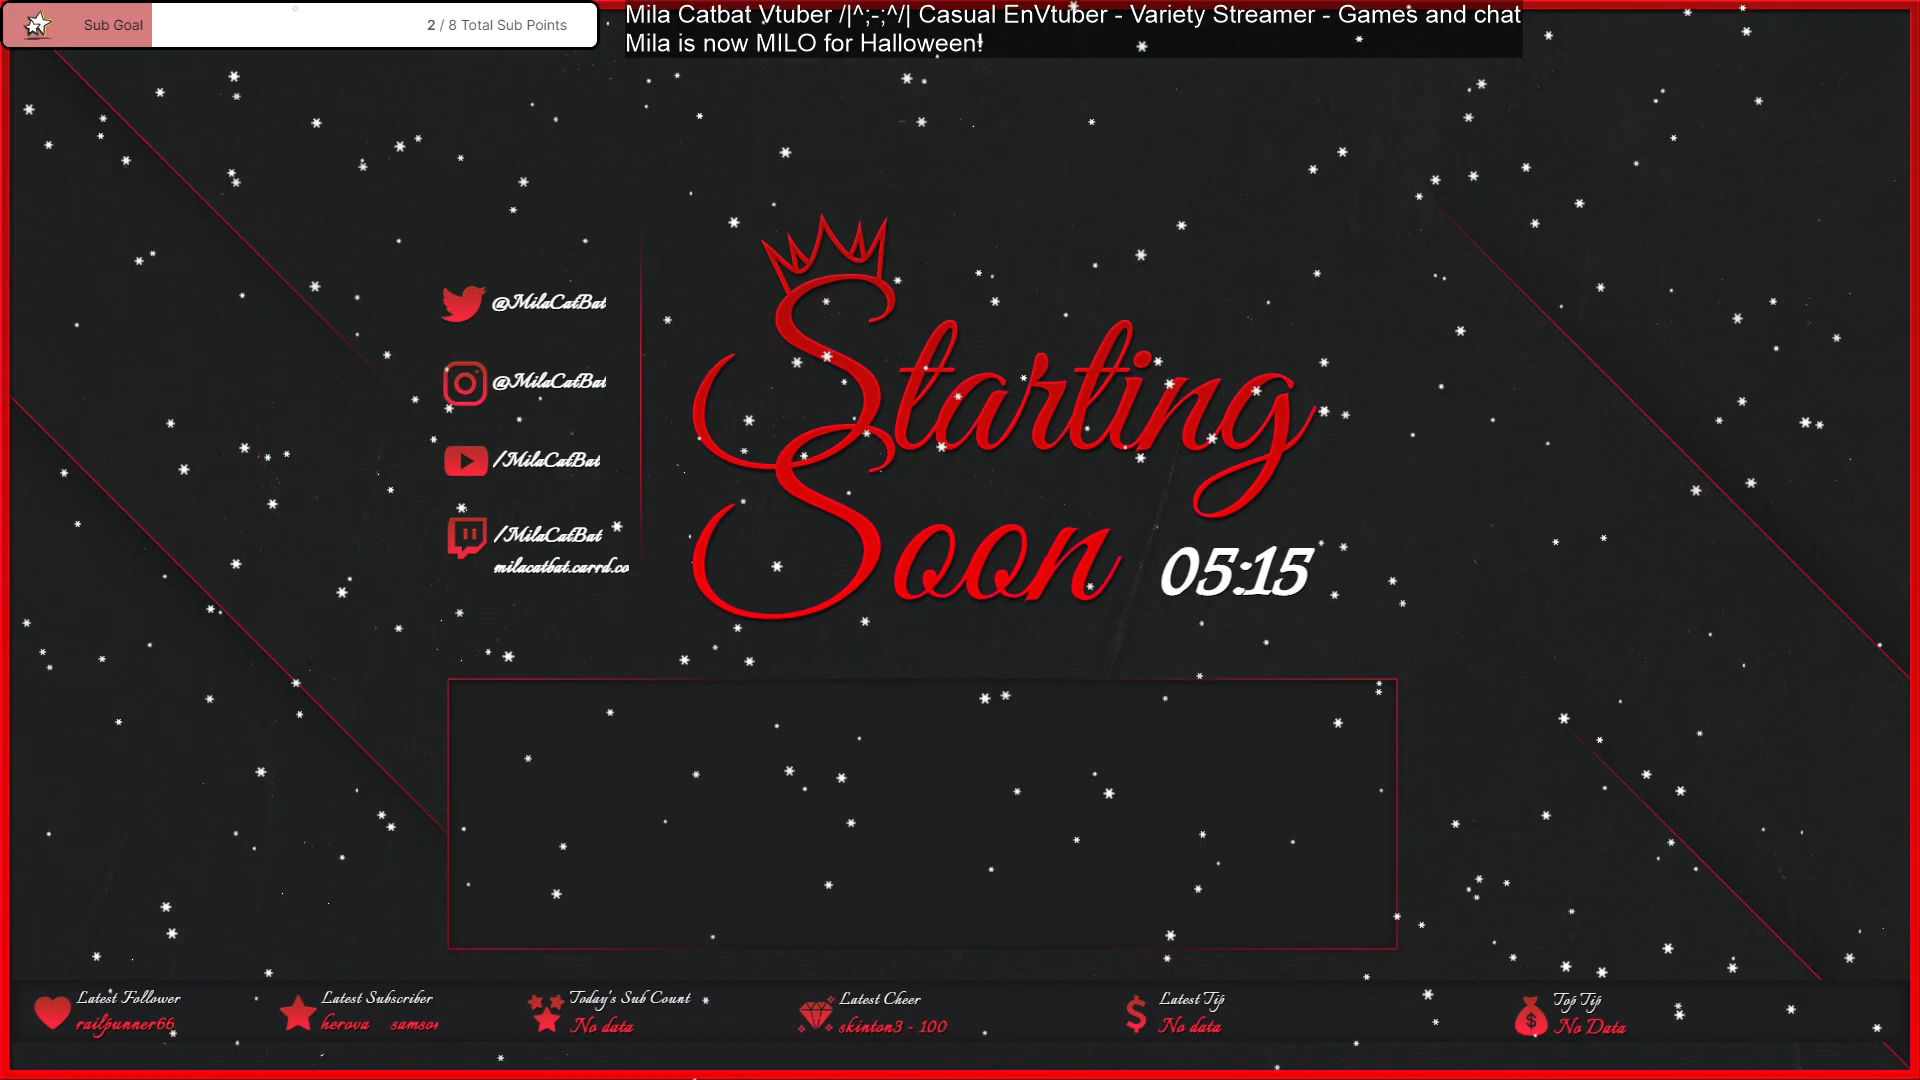 Sub Goal
2 / 8 Total Sub Points
Mila Catbat Vtuber /|^;-;^/| Casual EnVtuber - Variety Streamer - Games and chat
Mila is now MILO for Halloween!
@MilaCatBat
@MilaCatBat
/MilaCatBat
/MilaCatBat
milacatbat.carrd.co
Starting
Soon
05:15
Latest Follower
railgunner66
Latest Subscriber
herova
Today's Sub Count
No data
Latest Cheer
skinton3 - 100
Latest Tip
No data
Top Tip
No Data